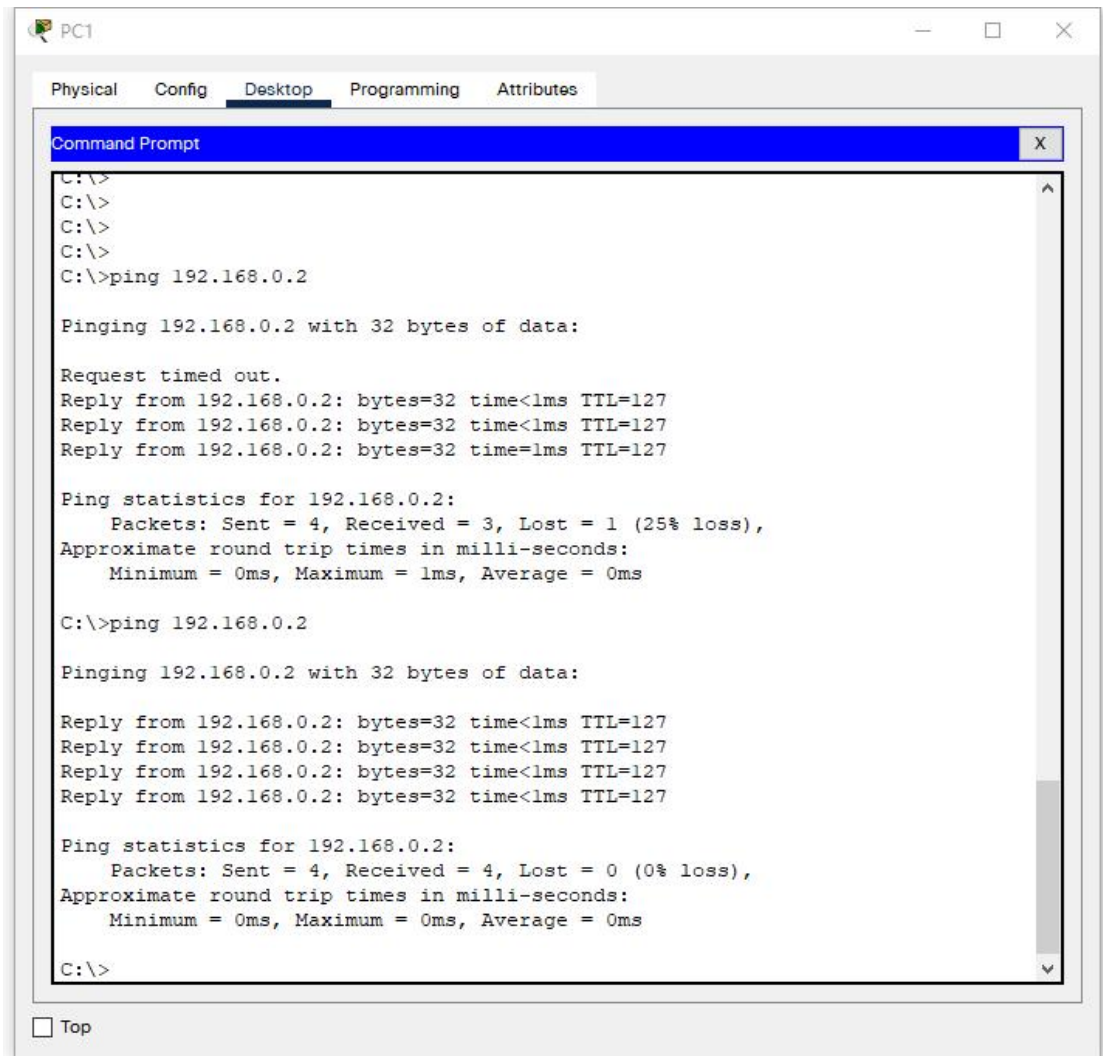 PC1
Physical Config Desktop Programming Attributes
Command Prompt X
C:\>
C:\>
C:\>
C:\>
C:\>ping 192.168.0.2
Pinging 192.168.0.2 with 32 bytes of data:
Request timed out.
Reply from 192.168.0.2: bytes=32 time<1ms TTL=127
Reply from 192.168.0.2: bytes=32 time<1ms TTL=127
Reply from 192.168.0.2: bytes=32 time=1ms TTL=127
Ping statistics for 192.168.0.2:
Packets: Sent = 4, Received = 3, Lost = 1 (25% loss),
Approximate round trip times in milli-seconds:
Minimum = 0ms, Maximum = 1ms, Average = 0ms
C:\>ping 192.168.0.2
Pinging 192.168.0.2 with 32 bytes of data:
Reply from 192.168.0.2: bytes=32 time<1ms TTL=127
Reply from 192.168.0.2: bytes=32 time<1ms TTL=127
Reply from 192.168.0.2: bytes=32 time<1ms TTL=127
Reply from 192.168.0.2: bytes=32 time<1ms TTL=127
Ping statistics for 192.168.0.2:
Packets: Sent = 4, Received = 4, Lost = 0 (0% loss),
Approximate round trip times in milli-seconds:
Minimum = 0ms, Maximum = 0ms, Average = 0ms
C:\>
Top